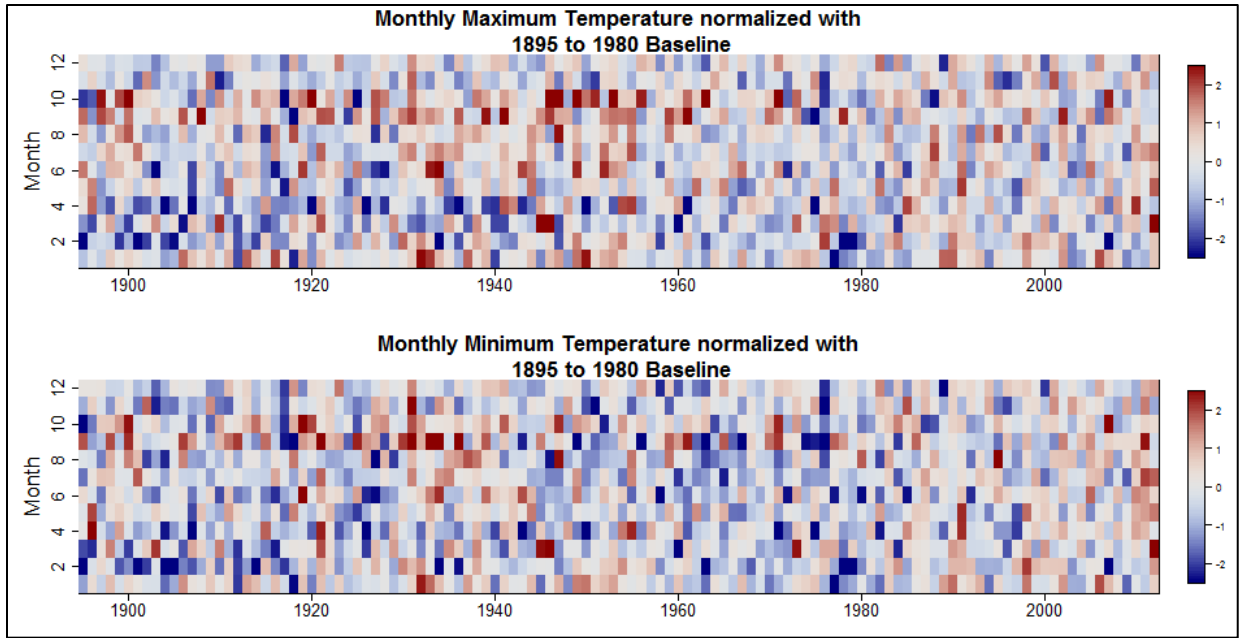 Monthly Maximum Temperature normalized with
1895 to 1980 Baseline
Month
12
10
8
6
4
2
1900 1920 1940 1960 1980 2000
2
1
0
-1
-2
Monthly Minimum Temperature normalized with
1895 to 1980 Baseline
Month
12
10
8
6
4
2
1900 1920 1940 1960 1980 2000
2
1
0
-1
-2